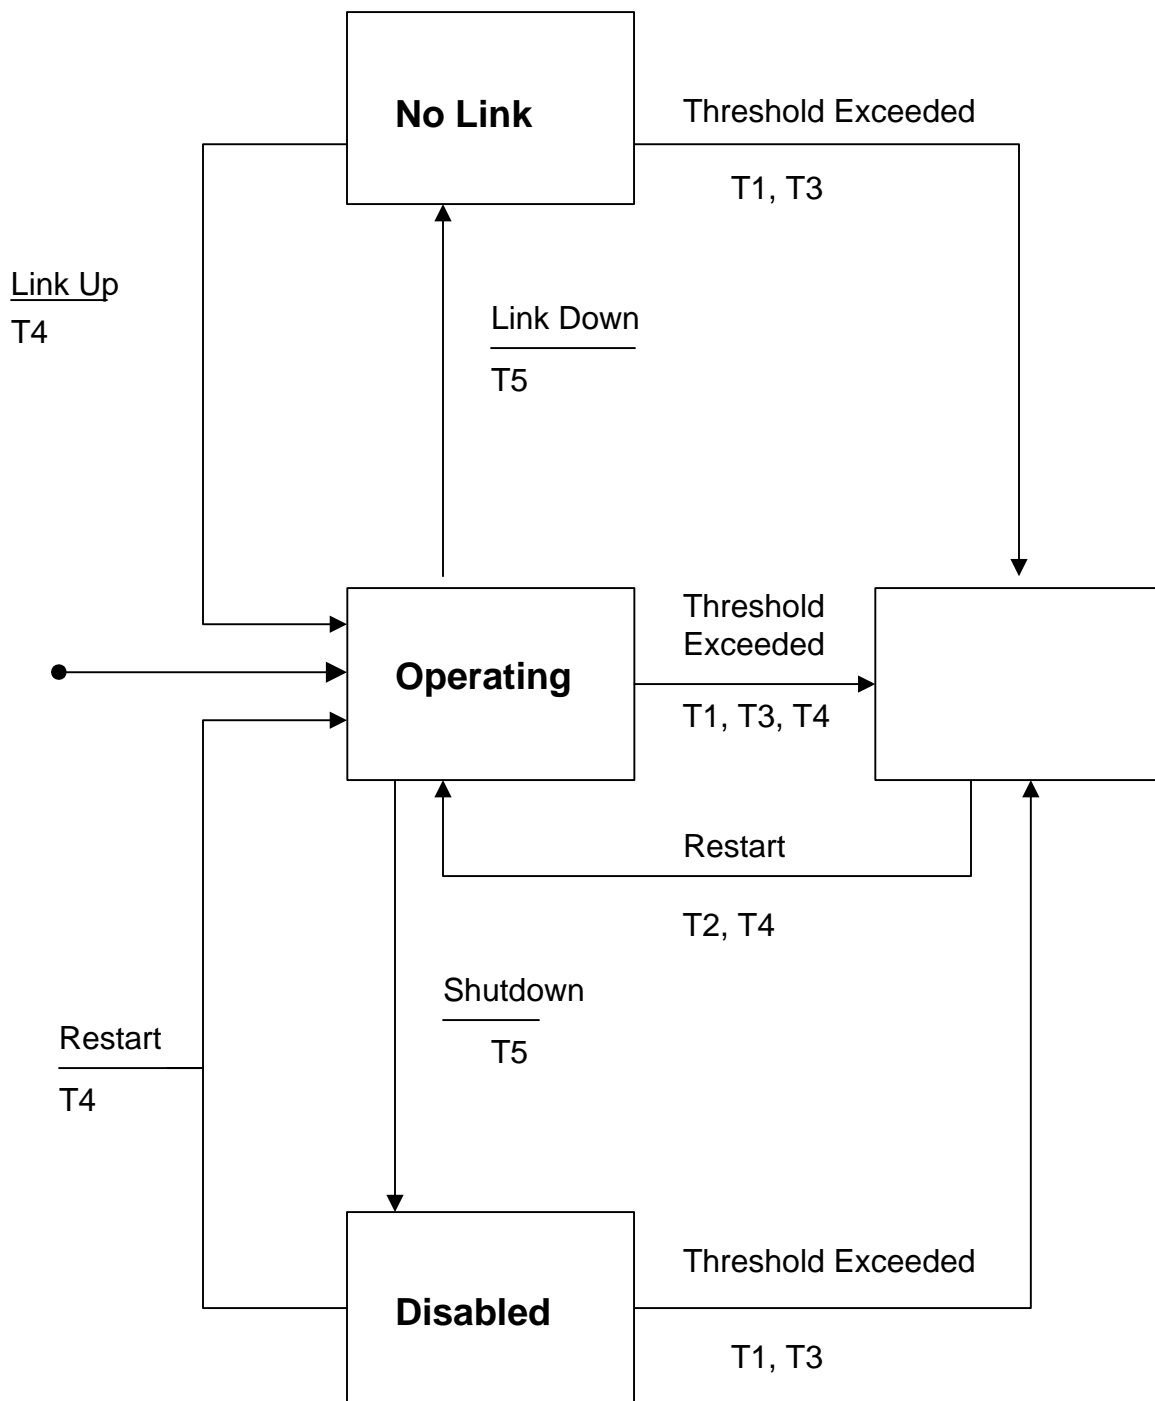 No Link
Threshold Exceeded
T1, T3
Link Up
T4
Link Down
T5
Threshold
Exceeded
Operating
T1, T3, T4
Restart
T2, T4
Shutdown
T5
Restart
T4
Threshold Exceeded
Disabled
T1, T3